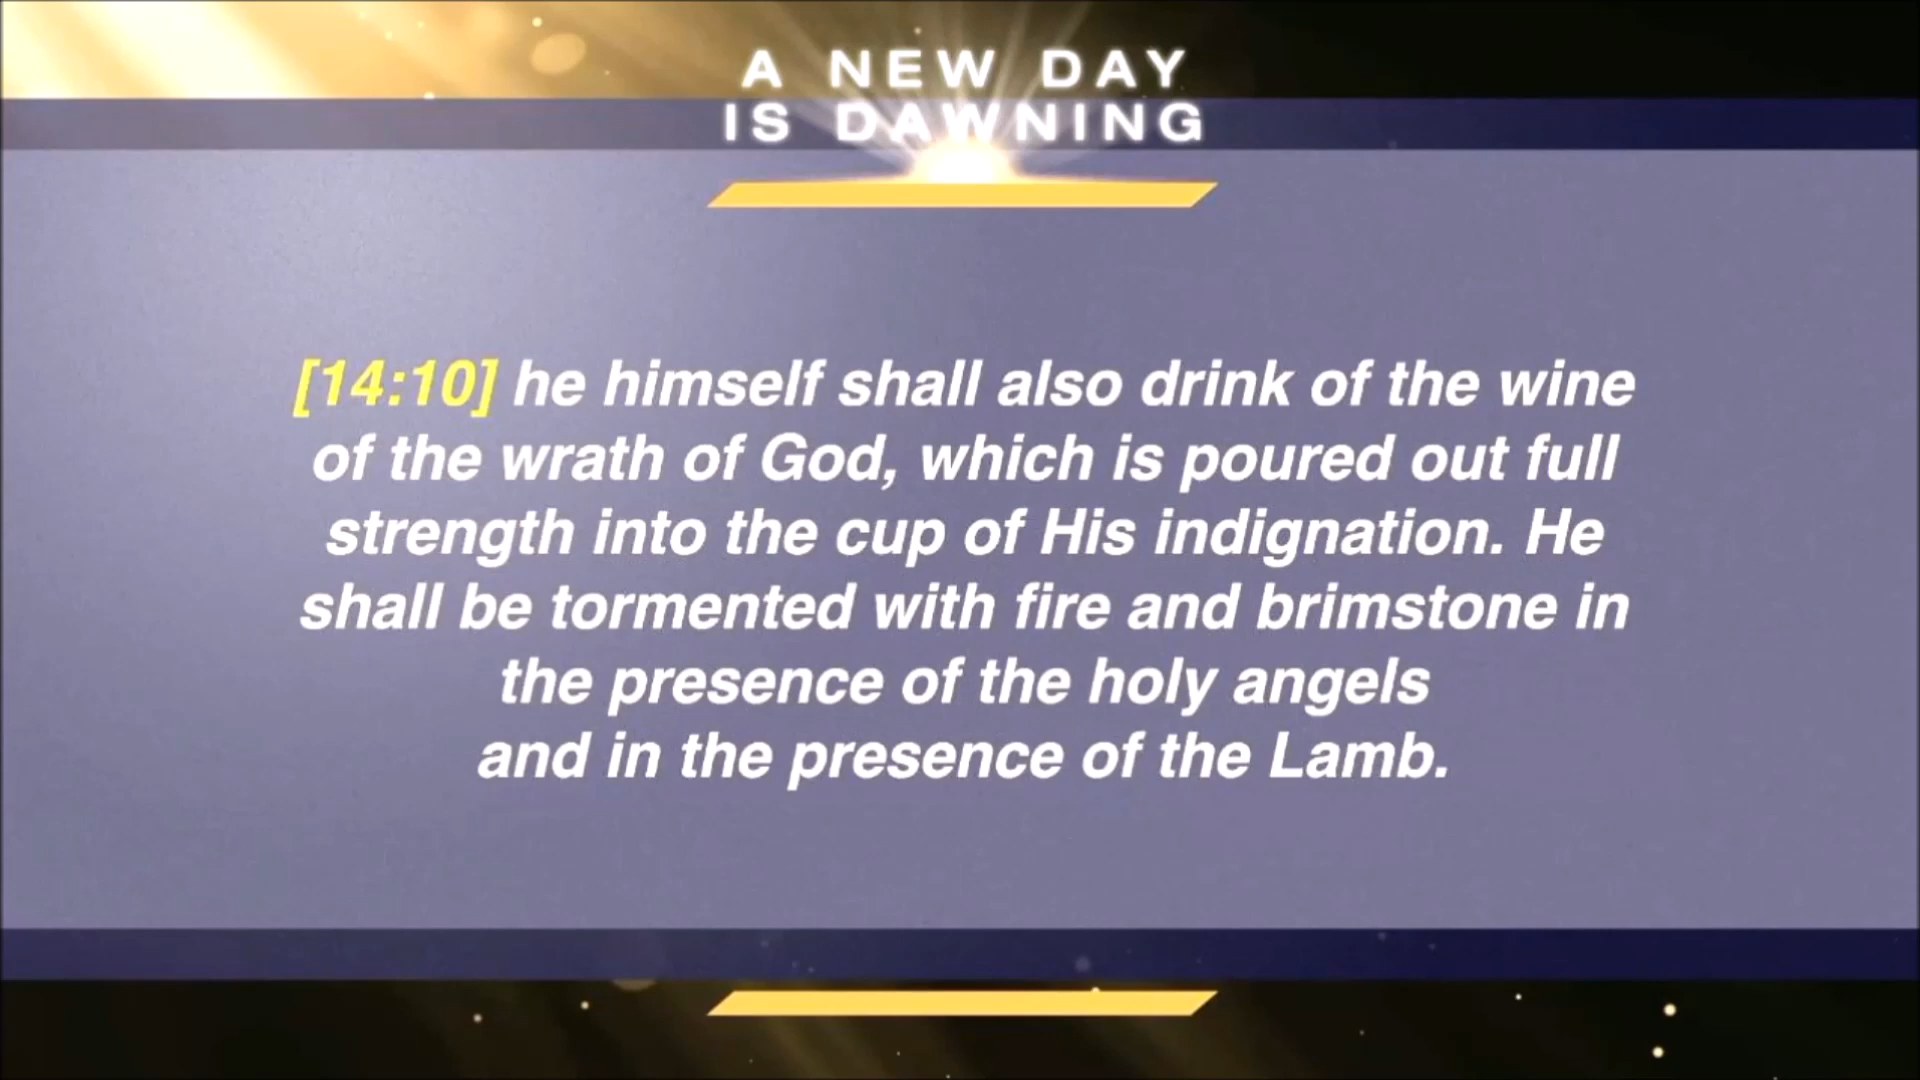 A NEW DAY
IS DAWNING
[14:10] he himself shall also drink of the wine
of the wrath of God, which is poured out full
strength into the cup of His indignation. He
shall be tormented with fire and brimstone in
the presence of the holy angels
and in the presence of the Lamb.